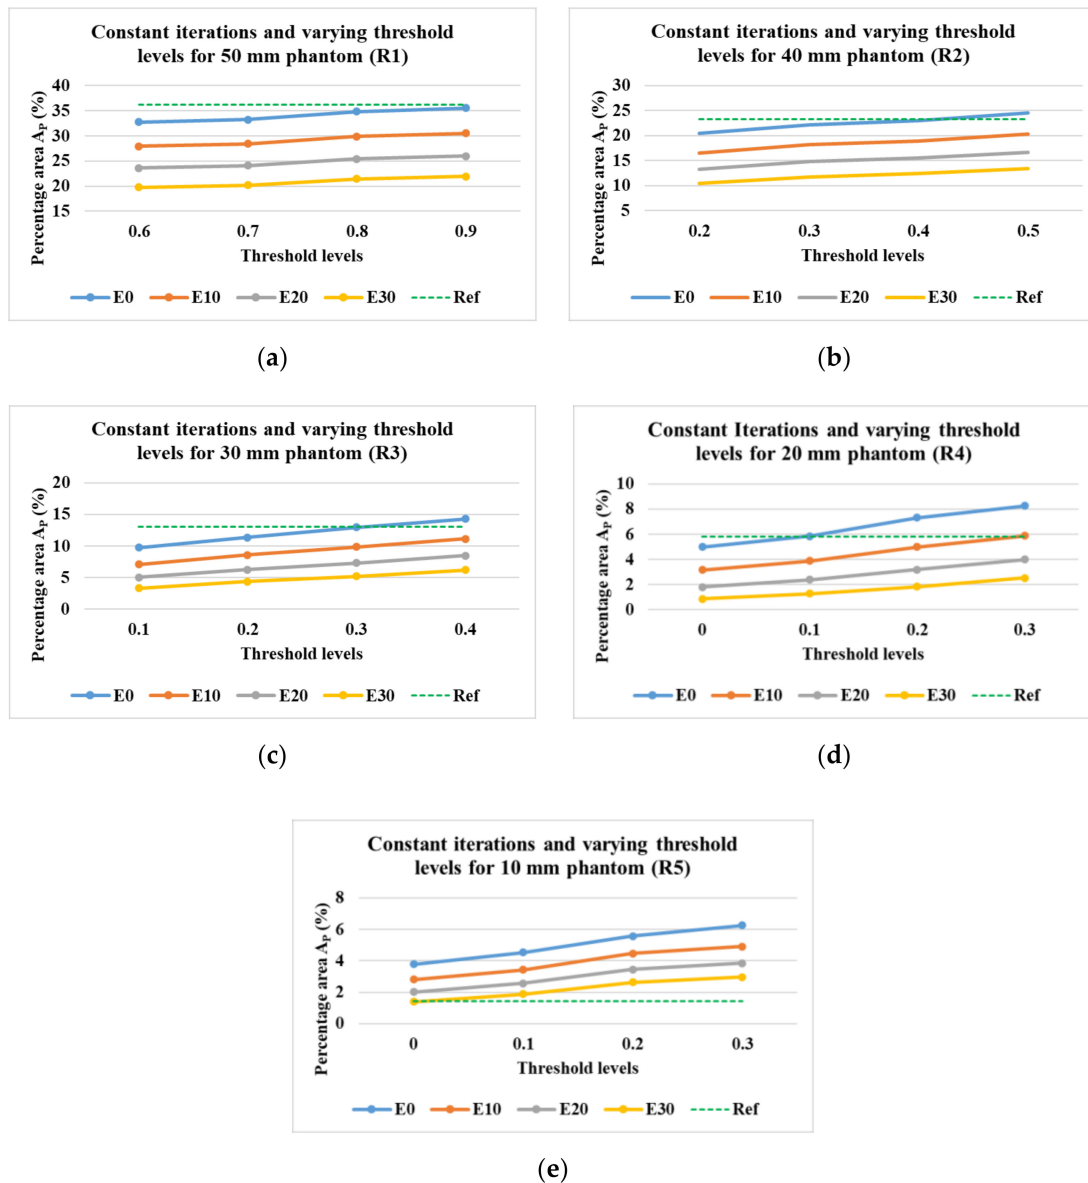 Constant iterations and varying threshold
levels for 50 mm phantom (R1)
Percentage area Aₚ (%)
40
35
30
25
20
15
0.6 0.7 0.8 0.9
Threshold levels
E0 E10 E20 E30 Ref
(a)
Constant iterations and varying threshold
levels for 40 mm phantom (R2)
Percentage area Aₚ (%)
30
25
20
15
10
5
0.2 0.3 0.4 0.5
Threshold levels
E0 E10 E20 E30 Ref
(b)
Constant iterations and varying threshold
levels for 30 mm phantom (R3)
Percentage area Aₚ (%)
20
15
10
5
0
0.1 0.2 0.3 0.4
Threshold levels
E0 E10 E20 E30 Ref
(c)
Constant Iterations and varying threshold
levels for 20 mm phantom (R4)
Percentage area Aₚ (%)
10
8
6
4
2
0
0 0.1 0.2 0.3
Threshold levels
E0 E10 E20 E30 Ref
(d)
Constant iterations and varying threshold
levels for 10 mm phantom (R5)
Percentage area Aₚ (%)
8
6
4
2
0
0 0.1 0.2 0.3
Threshold levels
E0 E10 E20 E30 Ref
(e)